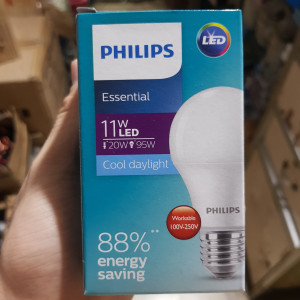 PHILIPS
LED
Essential
11W
LED
20W 95W
Cool daylight
PHILIPS
Workable
100V-250V
88%**
energy
saving